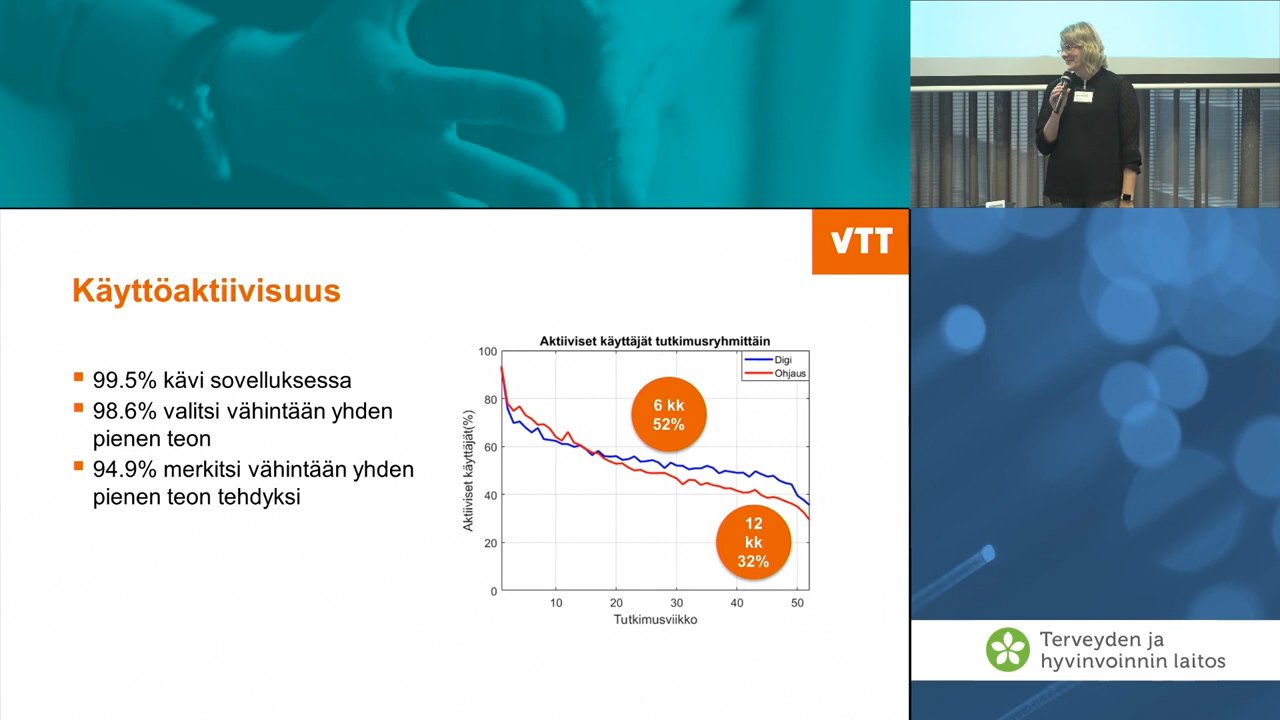 VTT
Käyttöaktiivisuus
99.5% kävi sovelluksessa
98.6% valitsi vähintään yhden
pienen teon
94.9% merkitsi vähintään yhden
pienen teon tehdyksi
Aktiiviset käyttäjät tutkimusryhmittäin
Digi
Ohjaus
Aktiiviset käyttäjät(%)
100
80
60
40
20
0
6 kk
52%
12
kk
32%
10
20
30
40
50
Tutkimusviikko
Terveyden ja
hyvinvoinnin laitos